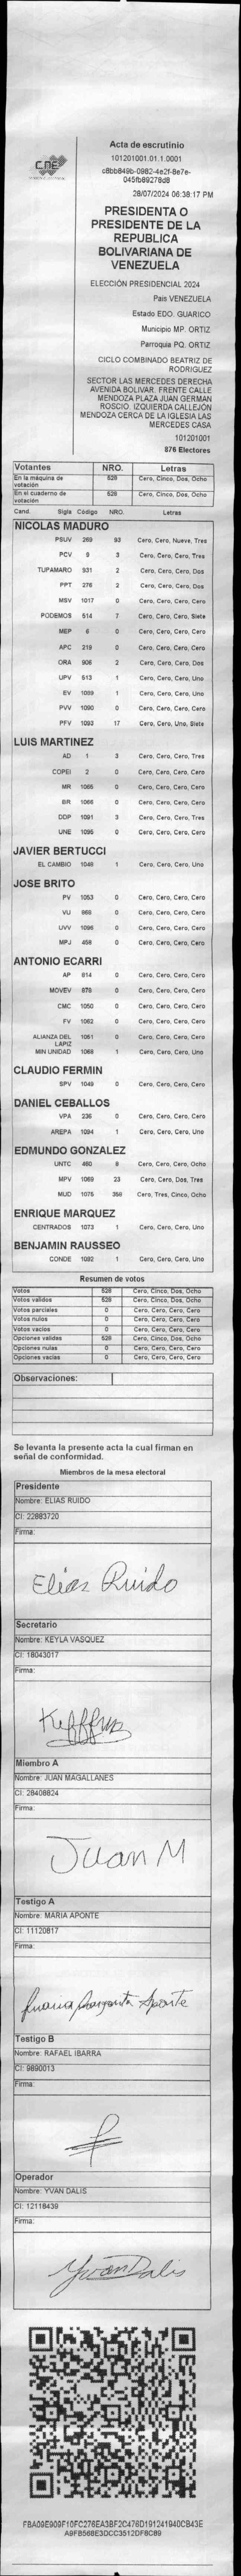 CNE
Acta de escrutinio
101201001.01.1.0001
c8bb849b-0982-4e2f-8e7e-
045fb89276d8
28/07/2024 06:38:17 PM
PRESIDENTA O
PRESIDENTE DE LA
REPUBLICA
BOLIVARIANA DE
VENEZUELA
ELECCIÓN PRESIDENCIAL 2024
Pais VENEZUELA
Estado EDO. GUARICO
Municipio MP. ORTIZ
Parroquia PQ. ORTIZ
CICLO COMBINADO BEATRIZ DE
RODRIGUEZ
SECTOR LAS MERCEDES DERECHA
AVENIDA BOLIVAR. FRENTE CALLE
MENDOZA PLAZA JUAN GERMAN
ROSCIO. IZQUIERDA CALLEJÓN
MENDOZA CERCA DE LA IGLESIA LAS
MERCEDES CASA
101201001
876 Electores
Votantes NRO. Letras
En la máquina de votación 528 Cero, Cinco, Dos, Ocho
En el cuaderno de votación 528 Cero, Cinco, Dos, Ocho
Cand. Sigla Código NRO. Letras
NICOLAS MADURO
PSUV 269 93 Cero, Cero, Nueve, Tres
PCV 9 3 Cero, Cero, Cero, Tres
TUPAMARO 931 2 Cero, Cero, Cero, Dos
PPT 276 2 Cero, Cero, Cero, Dos
MSV 1017 0 Cero, Cero, Cero, Cero
PODEMOS 514 7 Cero, Cero, Cero, Siete
MEP 6 0 Cero, Cero, Cero, Cero
APC 219 0 Cero, Cero, Cero, Cero
ORA 906 2 Cero, Cero, Cero, Dos
UPV 513 1 Cero, Cero, Cero, Uno
EV 1089 1 Cero, Cero, Cero, Uno
PVV 1090 0 Cero, Cero, Cero, Cero
PFV 1093 17 Cero, Cero, Uno, Siete
LUIS MARTINEZ
AD 1 3 Cero, Cero, Cero, Tres
COPEI 2 0 Cero, Cero, Cero, Cero
MR 1065 0 Cero, Cero, Cero, Cero
BR 1066 0 Cero, Cero, Cero, Cero
DDP 1091 3 Cero, Cero, Cero, Tres
UNE 1095 0 Cero, Cero, Cero, Cero
JAVIER BERTUCCI
EL CAMBIO 1048 1 Cero, Cero, Cero, Uno
JOSE BRITO
PV 1053 0 Cero, Cero, Cero, Cero
VU 868 0 Cero, Cero, Cero, Cero
UVV 1096 0 Cero, Cero, Cero, Cero
MPJ 458 0 Cero, Cero, Cero, Cero
ANTONIO ECARRI
AP 814 0 Cero, Cero, Cero, Cero
MOVEV 878 0 Cero, Cero, Cero, Cero
CMC 1050 0 Cero, Cero, Cero, Cero
FV 1062 0 Cero, Cero, Cero, Cero
ALIANZA DEL LAPIZ 1051 0 Cero, Cero, Cero, Cero
MIN UNIDAD 1068 1 Cero, Cero, Cero, Uno
CLAUDIO FERMIN
SPV 1049 0 Cero, Cero, Cero, Cero
DANIEL CEBALLOS
VPA 236 0 Cero, Cero, Cero, Cero
AREPA 1094 1 Cero, Cero, Cero, Uno
EDMUNDO GONZALEZ
UNTC 460 8 Cero, Cero, Cero, Ocho
MPV 1069 23 Cero, Cero, Dos, Tres
MUD 1075 358 Cero, Tres, Cinco, Ocho
ENRIQUE MARQUEZ
CENTRADOS 1073 1 Cero, Cero, Cero, Uno
BENJAMIN RAUSSEO
CONDE 1092 1 Cero, Cero, Cero, Uno
Resumen de votos
Votos 528 Cero, Cinco, Dos, Ocho
Votos validos 528 Cero, Cinco, Dos, Ocho
Votos parciales 0 Cero, Cero, Cero, Cero
Votos nulos 0 Cero, Cero, Cero, Cero
Votos vacios 0 Cero, Cero, Cero, Cero
Opciones validas 528 Cero, Cinco, Dos, Ocho
Opciones nulas 0 Cero, Cero, Cero, Cero
Opciones vacias 0 Cero, Cero, Cero, Cero
Observaciones:
Se levanta la presente acta la cual firman en
señal de conformidad.
Miembros de la mesa electoral
Presidente
Nombre: ELIAS RUIDO
CI: 22883720
Firma:
Elias Ruido
Secretario
Nombre: KEYLA VASQUEZ
CI: 18043017
Firma:
Miembro A
Nombre: JUAN MAGALLANES
CI: 28408824
Firma:
Juan M
Testigo A
Nombre: MARIA APONTE
CI: 11120817
Firma:
Maria Margarita Aponte
Testigo B
Nombre: RAFAEL IBARRA
CI: 9890013
Firma:
Operador
Nombre: YVAN DALIS
CI: 12118439
Firma:
Yvan Dalis
FBA09E909F10FC276EA3BF2C476D191241940CB43E
A9FB568E3DCC3512DF8C89